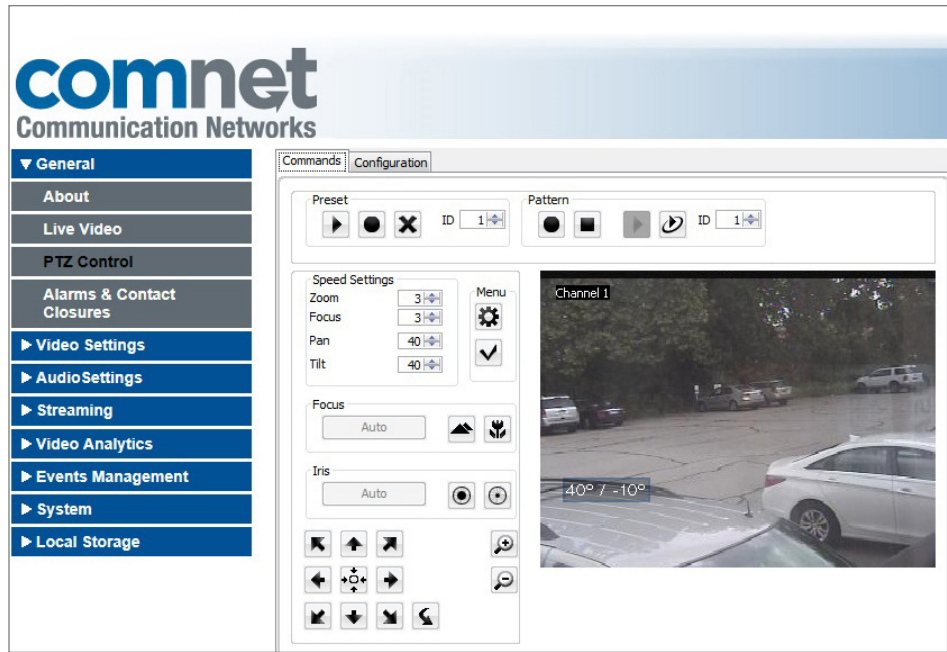 comnet
Communication Networks
▼ General
About
Live Video
PTZ Control
Alarms & Contact
Closures
▶ Video Settings
▶ AudioSettings
▶ Streaming
▶ Video Analytics
▶ Events Management
▶ System
▶ Local Storage
Commands Configuration
Preset
ID 1
Pattern
ID 1
Speed Settings
Zoom 3
Focus 3
Pan 40
Tilt 40
Menu
Focus
Auto
Iris
Auto
Channel 1
40° / -10°